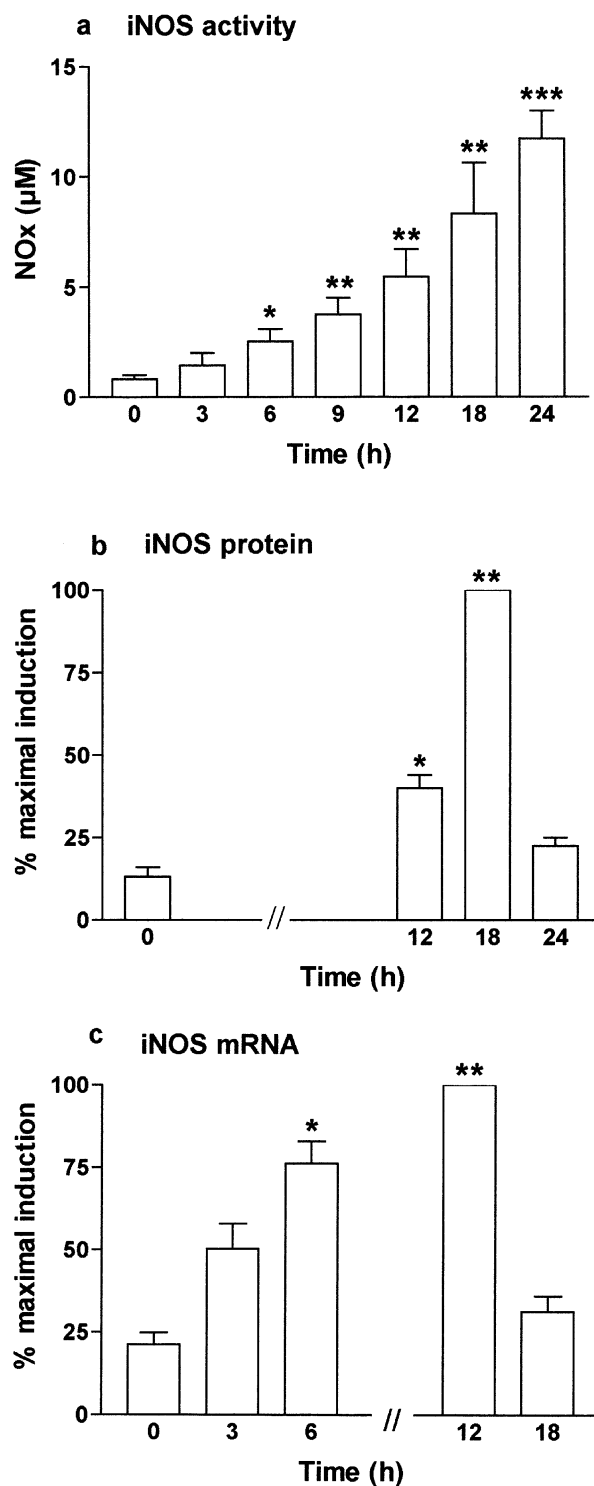 a iNOS activity
15
***
**
10
NOx (µM)
**
**
5
*
0
0 3 6 9 12 18 24
Time (h)
b iNOS protein
100
**
75
% maximal induction
50
*
25
0
0 // 12 18 24
Time (h)
c iNOS mRNA
100
**
*
75
% maximal induction
50
25
0
0 3 6 // 12 18
Time (h)